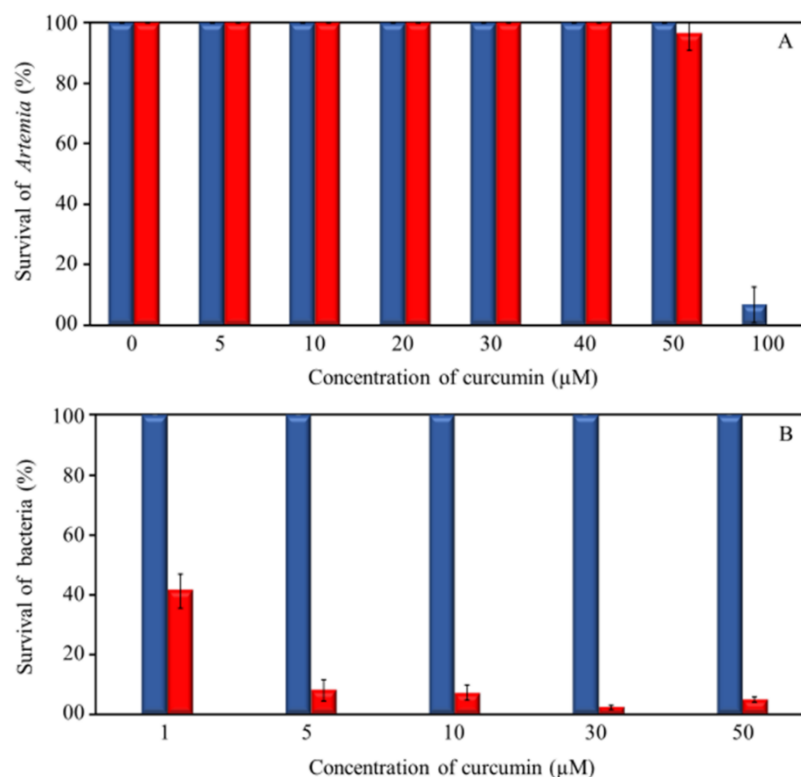 100
A
80
60
40
20
00
Survival of Artemia (%)
0 5 10 20 30 40 50 100
Concentration of curcumin (µM)
100
B
80
60
40
20
00
Survival of bacteria (%)
1 5 10 30 50
Concentration of curcumin (µM)